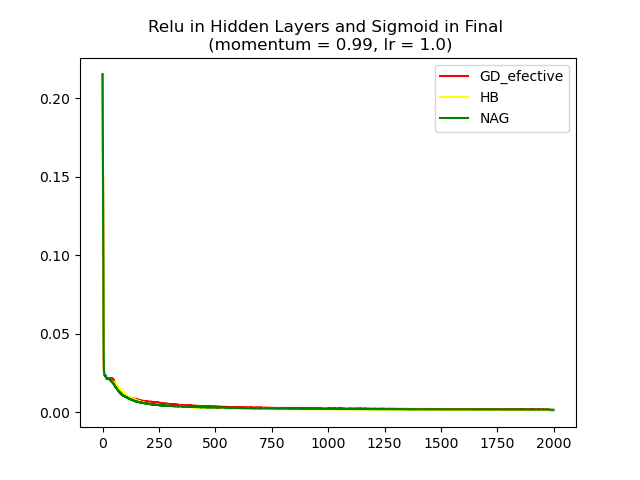 Relu in Hidden Layers and Sigmoid in Final
(momentum = 0.99, lr = 1.0)
GD_efective
HB
NAG
0.20
0.15
0.10
0.05
0.00
0 250 500 750 1000 1250 1500 1750 2000